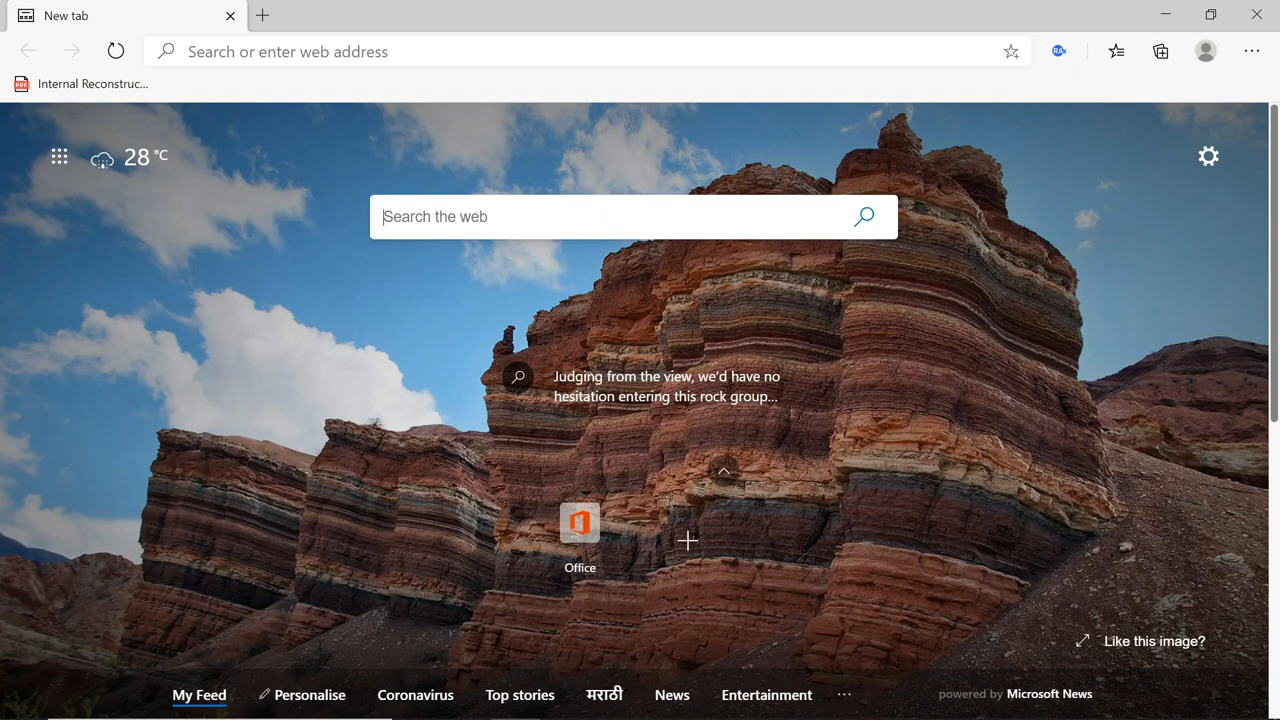 New tab
Search or enter web address
Internal Reconstruc...
28 °C
Search the web
Judging from the view, we'd have no
hesitation entering this rock group...
Office
Like this image?
My Feed
Personalise
Coronavirus
Top stories
मराठी
News
Entertainment
powered by Microsoft News